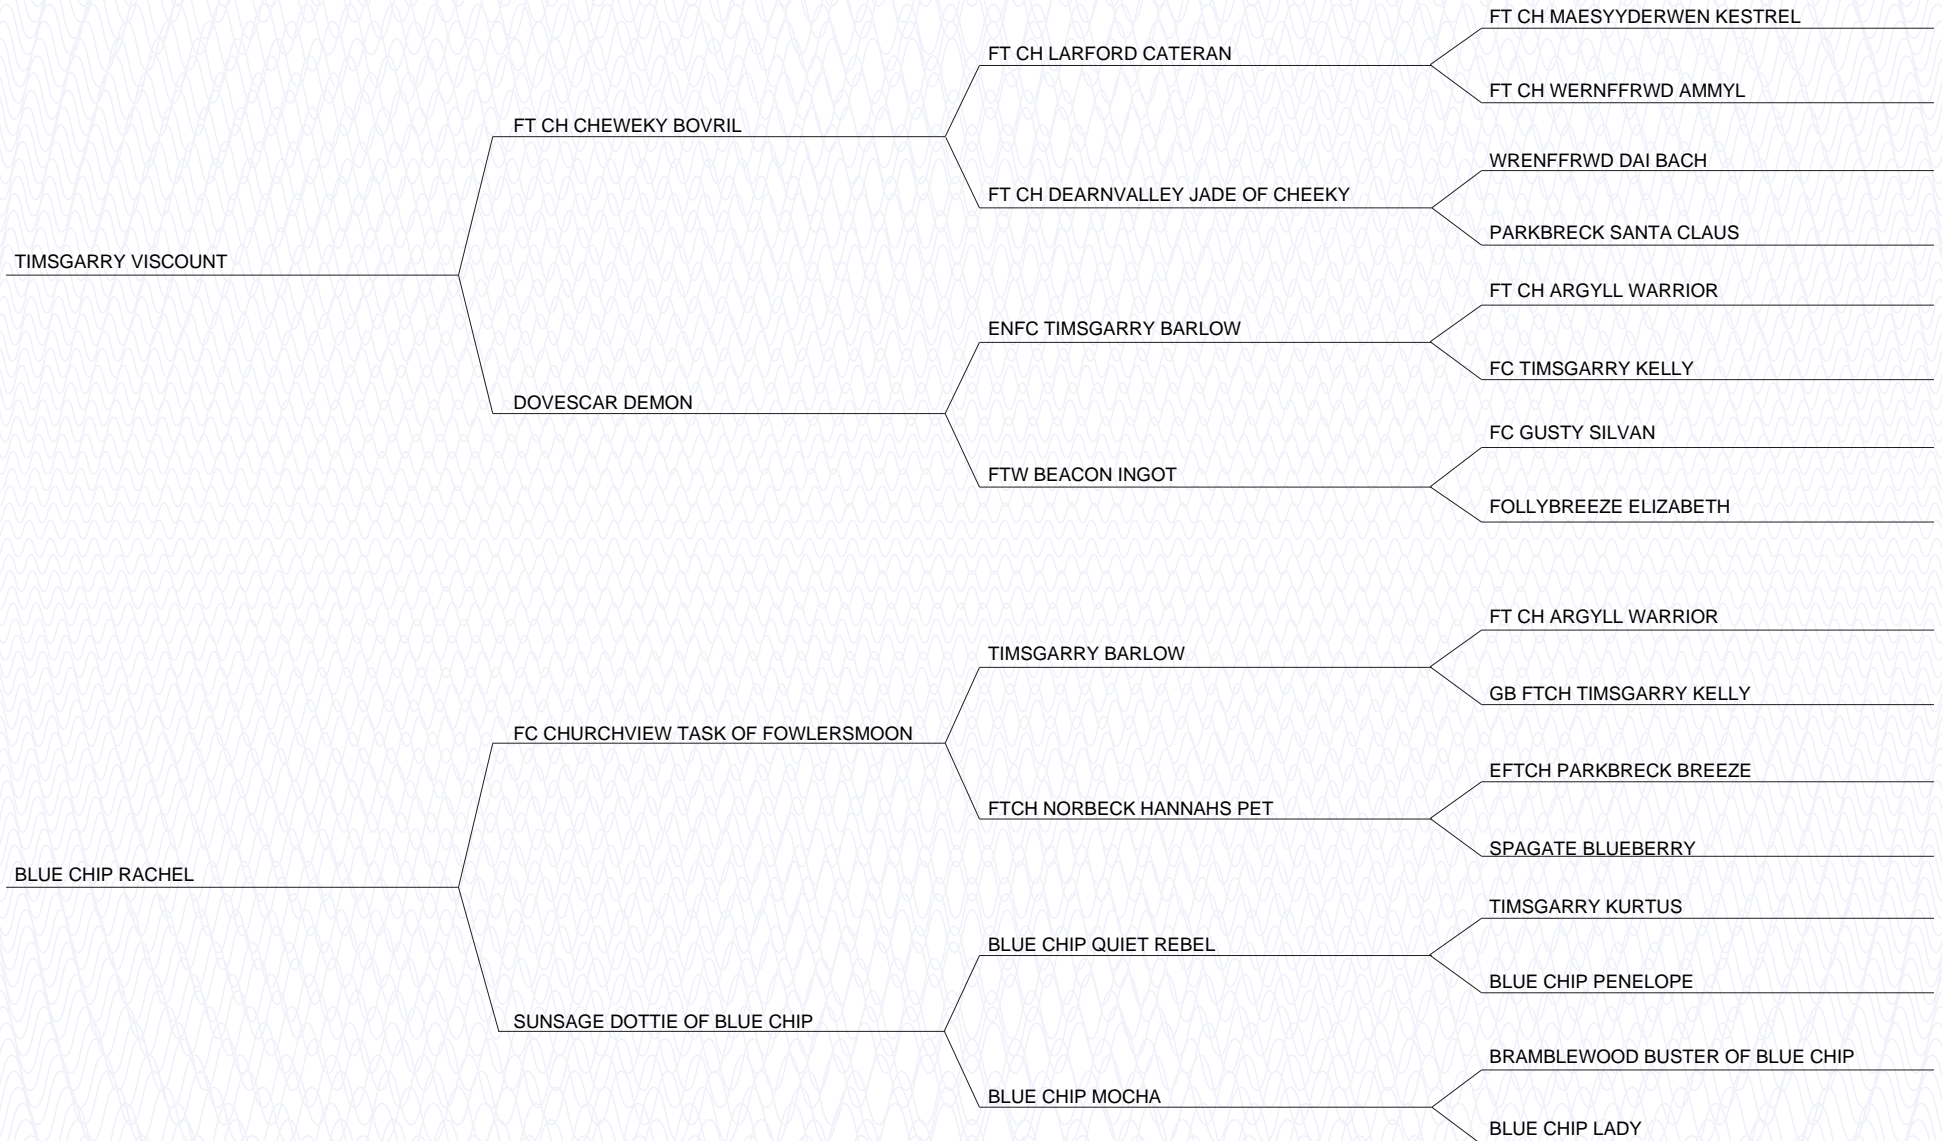 FT CH MAESYYDERWEN KESTREL
FT CH LARFORD CATERAN
FT CH WERNFFRWD AMMYL
FT CH CHEWEKY BOVRIL
WRENFFRWD DAI BACH
FT CH DEARNVALLEY JADE OF CHEEKY
PARKBRECK SANTA CLAUS
TIMSGARRY VISCOUNT
FT CH ARGYLL WARRIOR
ENFC TIMSGARRY BARLOW
FC TIMSGARRY KELLY
DOVESCAR DEMON
FC GUSTY SILVAN
FTW BEACON INGOT
FOLLYBREEZE ELIZABETH
FT CH ARGYLL WARRIOR
TIMSGARRY BARLOW
GB FTCH TIMSGARRY KELLY
FC CHURCHVIEW TASK OF FOWLERSMOON
EFTCH PARKBRECK BREEZE
FTCH NORBECK HANNAHS PET
SPAGATE BLUEBERRY
BLUE CHIP RACHEL
TIMSGARRY KURTUS
BLUE CHIP QUIET REBEL
BLUE CHIP PENELOPE
SUNSAGE DOTTIE OF BLUE CHIP
BRAMBLEWOOD BUSTER OF BLUE CHIP
BLUE CHIP MOCHA
BLUE CHIP LADY